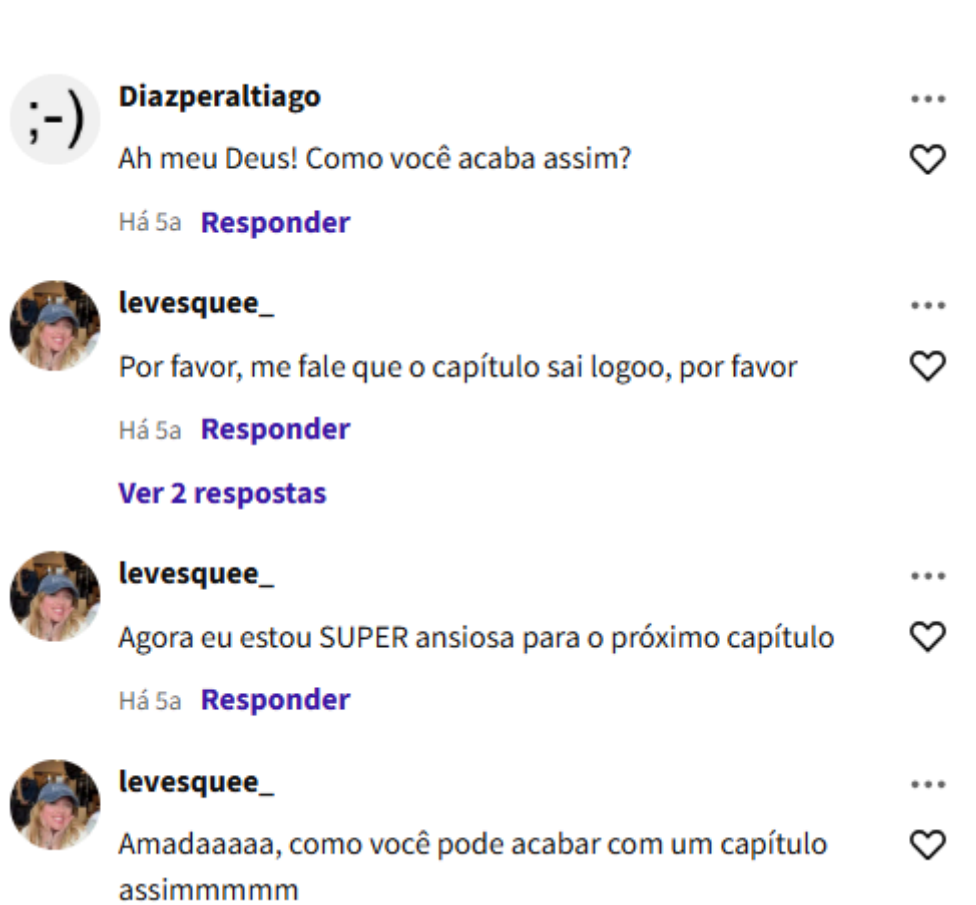 ;-)
Diazperaltiago
Ah meu Deus! Como você acaba assim?
Há 5a Responder
levesquee_
Por favor, me fale que o capítulo sai logoo, por favor
Há 5a Responder
Ver 2 respostas
levesquee_
Agora eu estou SUPER ansiosa para o próximo capítulo
Há 5a Responder
levesquee_
Amadaaaaa, como você pode acabar com um capítulo
assimmmmm